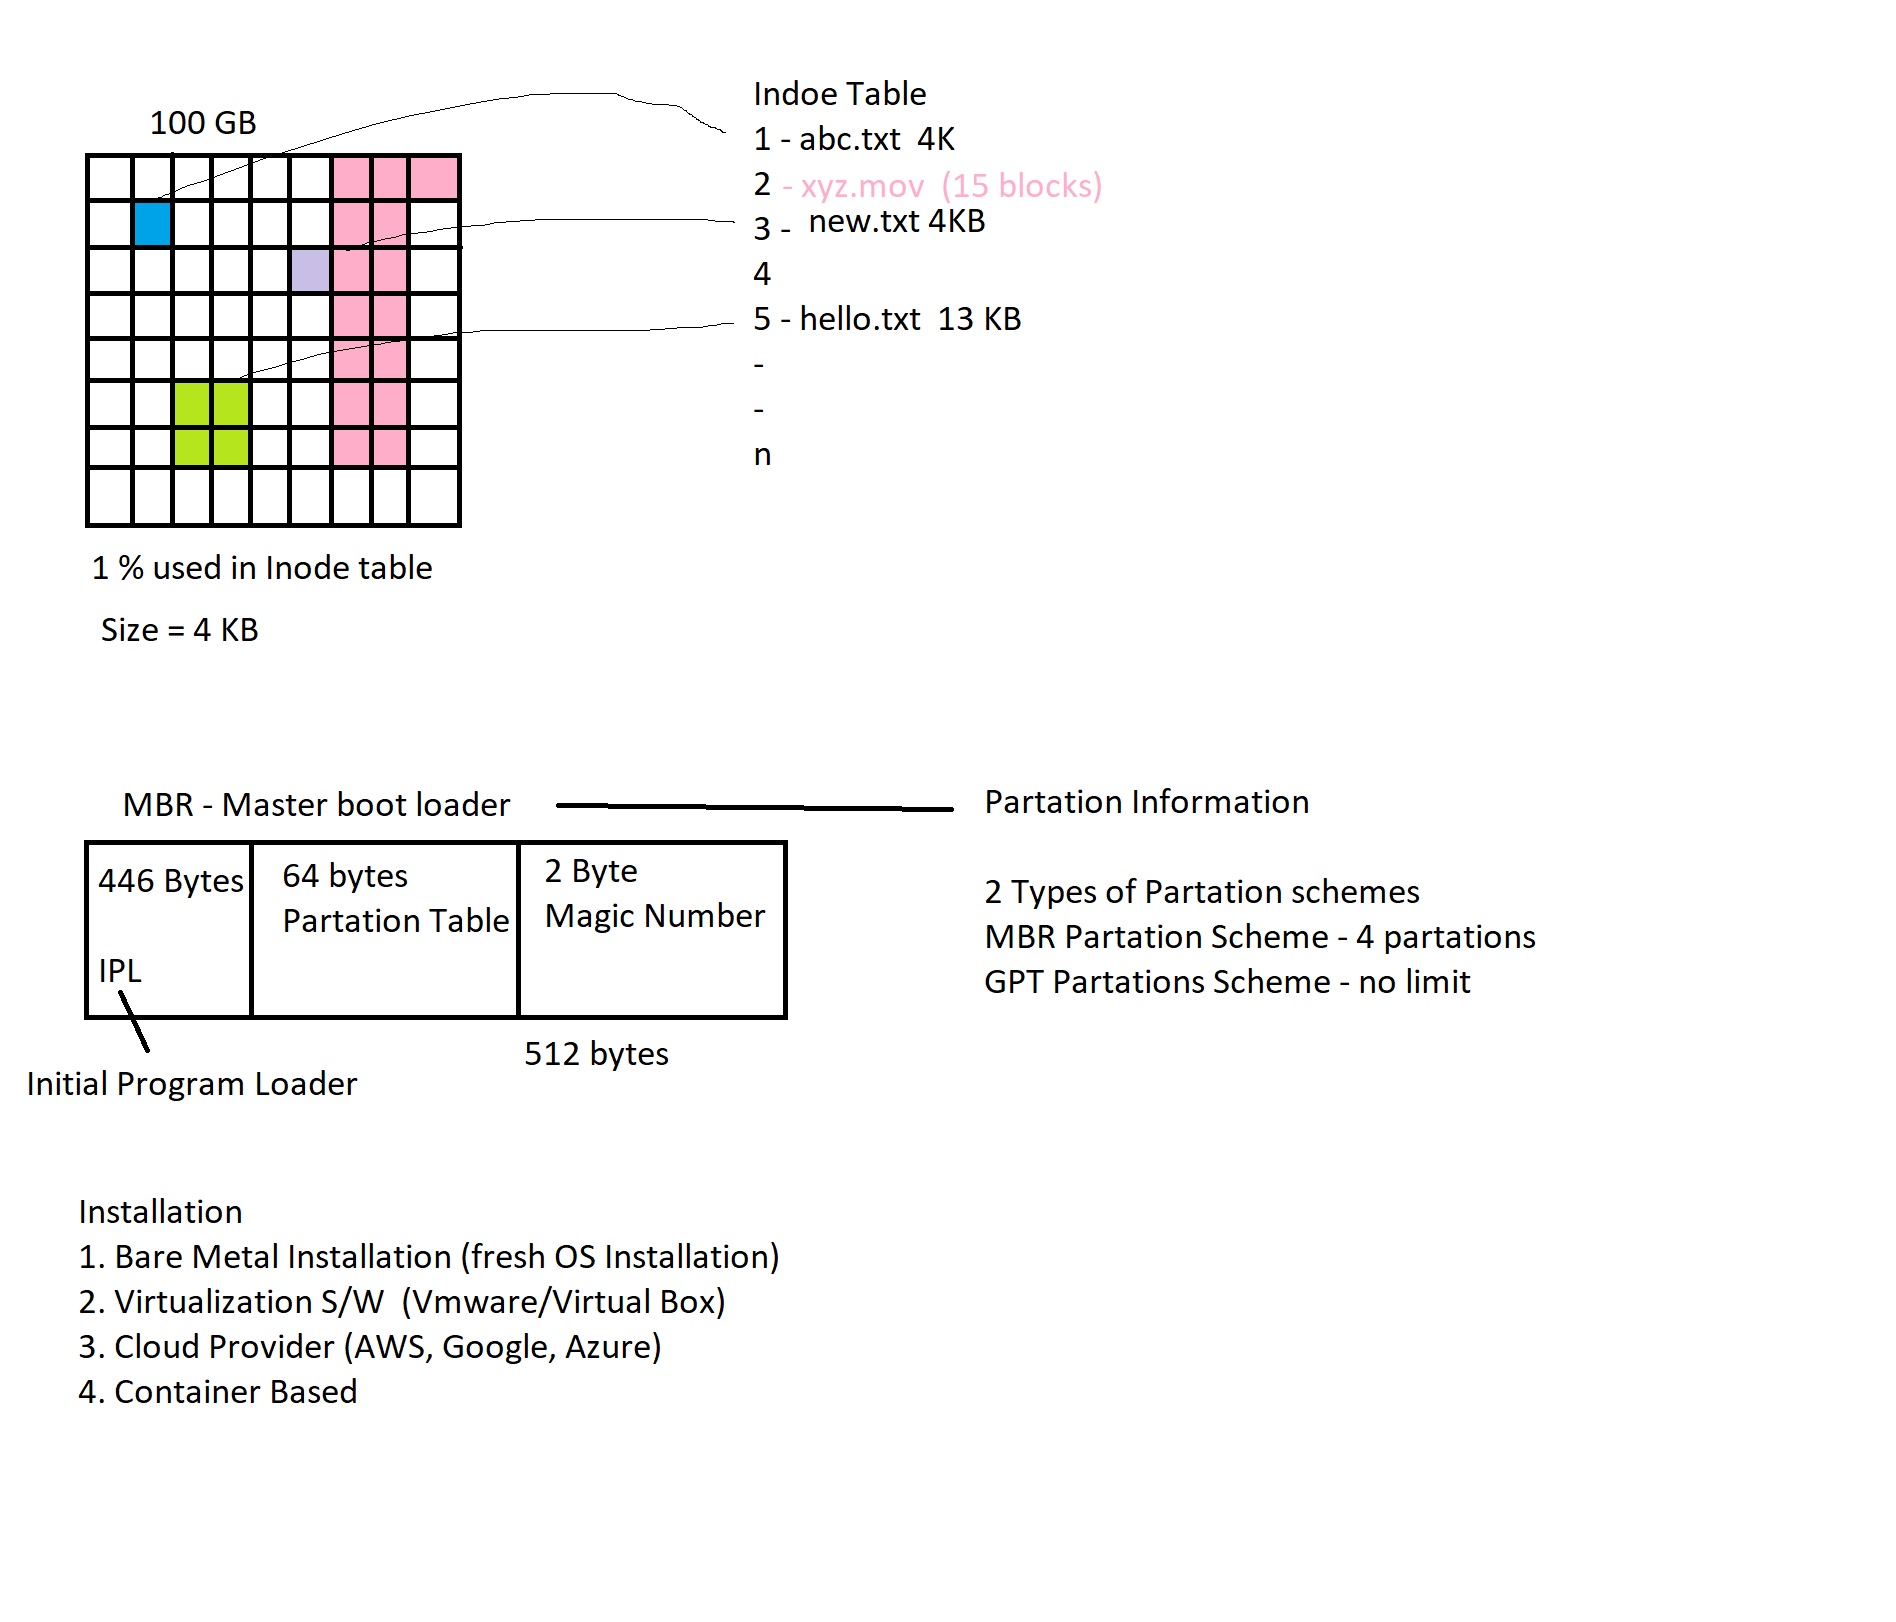 100 GB
Indoe Table
1 - abc.txt  4K
2 - xyz.mov  (15 blocks)
3 -  new.txt 4KB
4
5 - hello.txt  13 KB
-
-
n
1 % used in Inode table
Size = 4 KB
MBR - Master boot loader
446 Bytes
IPL
64 bytes
Partation Table
2 Byte
Magic Number
512 bytes
Initial Program Loader
Partation Information
2 Types of Partation schemes
MBR Partation Scheme - 4 partations
GPT Partations Scheme - no limit
Installation
1. Bare Metal Installation (fresh OS Installation)
2. Virtualization S/W  (Vmware/Virtual Box)
3. Cloud Provider (AWS, Google, Azure)
4. Container Based